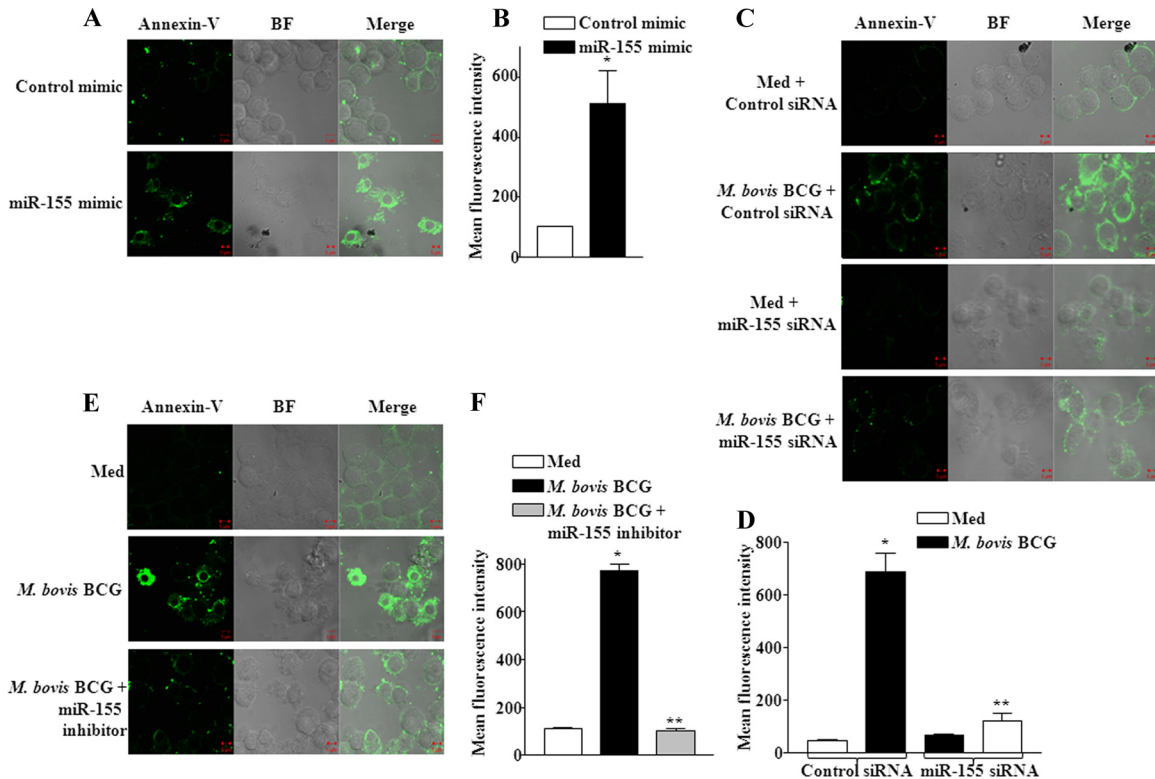 A
Annexin-V BF Merge
Control mimic
miR-155 mimic
B
Control mimic
miR-155 mimic
Mean fluorescence intensity
600
400
200
0
*
C
Annexin-V BF Merge
Med +
Control siRNA
M. bovis BCG +
Control siRNA
Med +
miR-155 siRNA
M. bovis BCG +
miR-155 siRNA
E
Annexin-V BF Merge
Med
M. bovis BCG
M. bovis BCG +
miR-155
inhibitor
F
Med
M. bovis BCG
M. bovis BCG +
miR-155 inhibitor
Mean fluorescence intensity
800
600
400
200
0
*
**
D
Med
M. bovis BCG
Mean fluorescence intensity
800
600
400
200
0
*
**
Control siRNA miR-155 siRNA